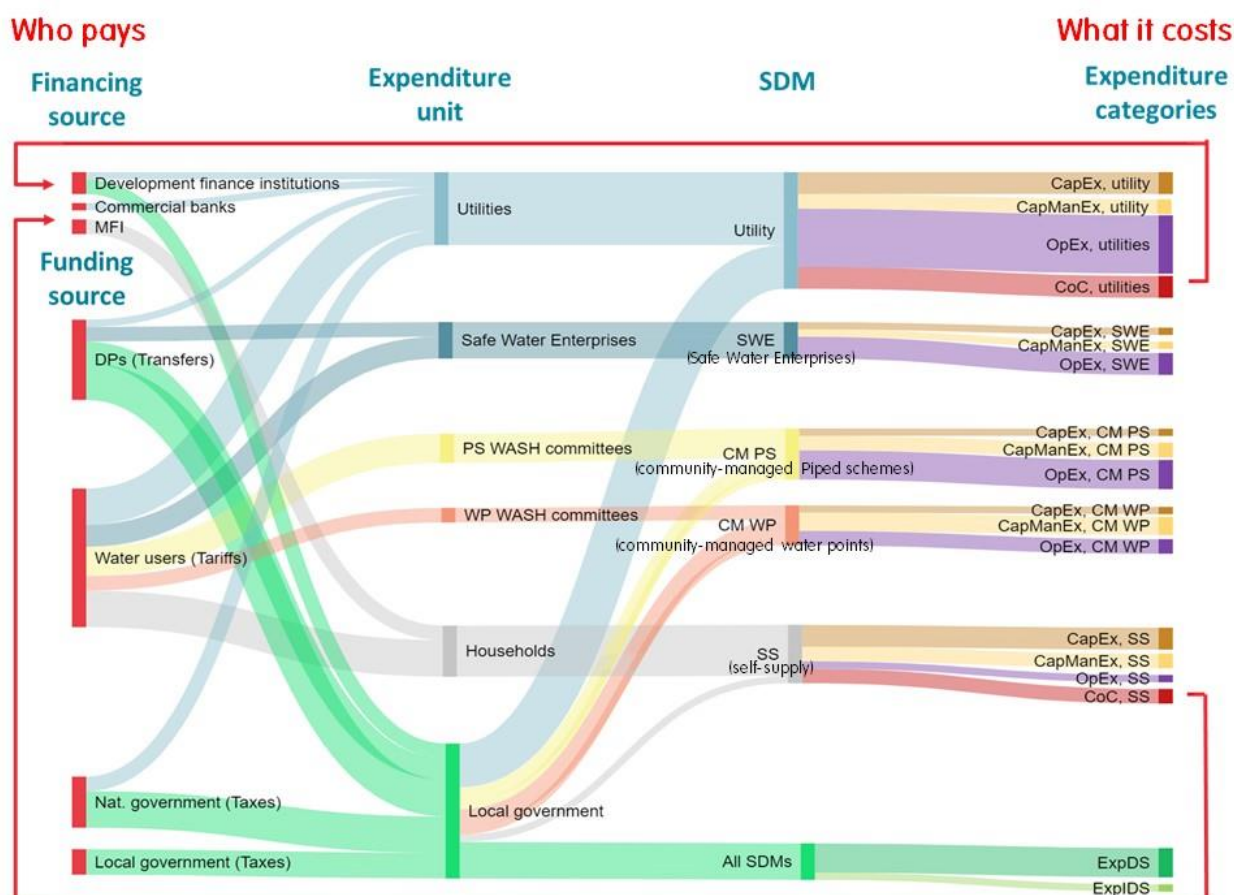 Who pays
What it costs
Financing
source
Expenditure
unit
SDM
Expenditure
categories
Development finance institutions
Commercial banks
MFI
Funding
source
DPs (Transfers)
Water users (Tariffs)
Nat. government (Taxes)
Local government (Taxes)
Utilities
Safe Water Enterprises
PS WASH committees
WP WASH committees
Households
Local government
Utility
SWE
(Safe Water Enterprises)
CM PS
(community-managed Piped schemes)
CM WP
(community-managed water points)
SS
(self-supply)
All SDMs
CapEx, utility
CapManEx, utility
OpEx, utilities
CoC, utilities
CapEx, SWE
CapManEx, SWE
OpEx, SWE
CapEx, CM PS
CapManEx, CM PS
OpEx, CM PS
CapEx, CM WP
CapManEx, CM WP
OpEx, CM WP
CapEx, SS
CapManEx, SS
OpEx, SS
CoC, SS
ExpDS
ExpIDS